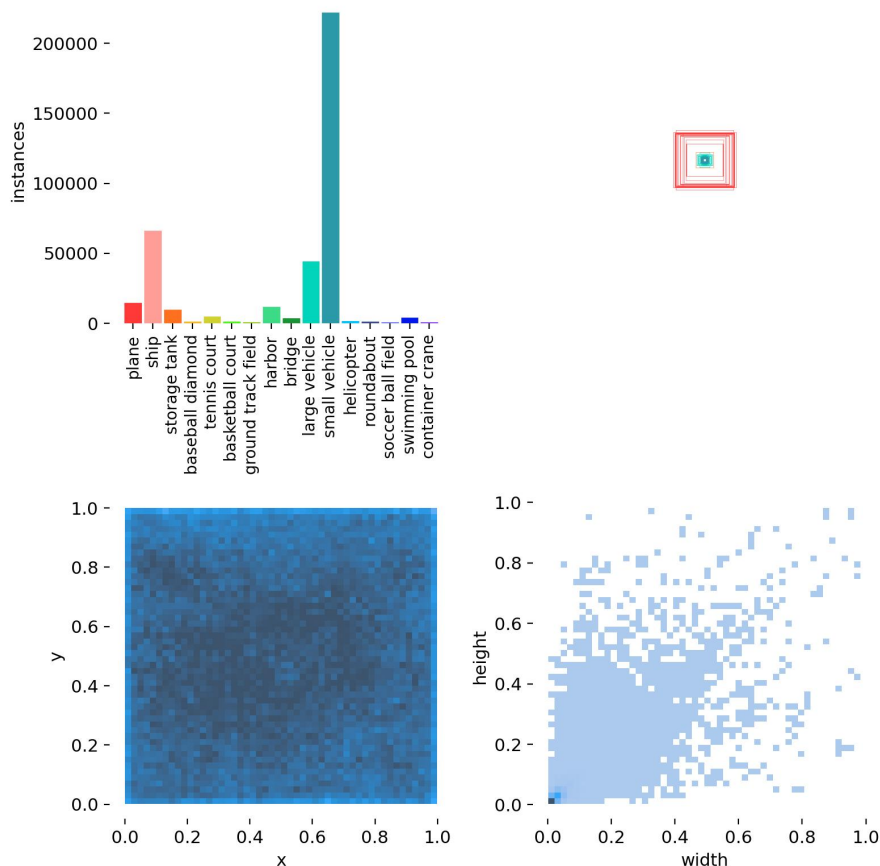 200000
150000
100000
50000
0
instances
plane
ship
storage tank
baseball diamond
tennis court
basketball court
ground track field
harbor
bridge
large vehicle
small vehicle
helicopter
roundabout
soccer ball field
swimming pool
container crane
1.0
0.8
0.6
0.4
0.2
0.0
y
0.0 0.2 0.4 0.6 0.8 1.0
x
1.0
0.8
0.6
0.4
0.2
0.0
height
0.0 0.2 0.4 0.6 0.8 1.0
width